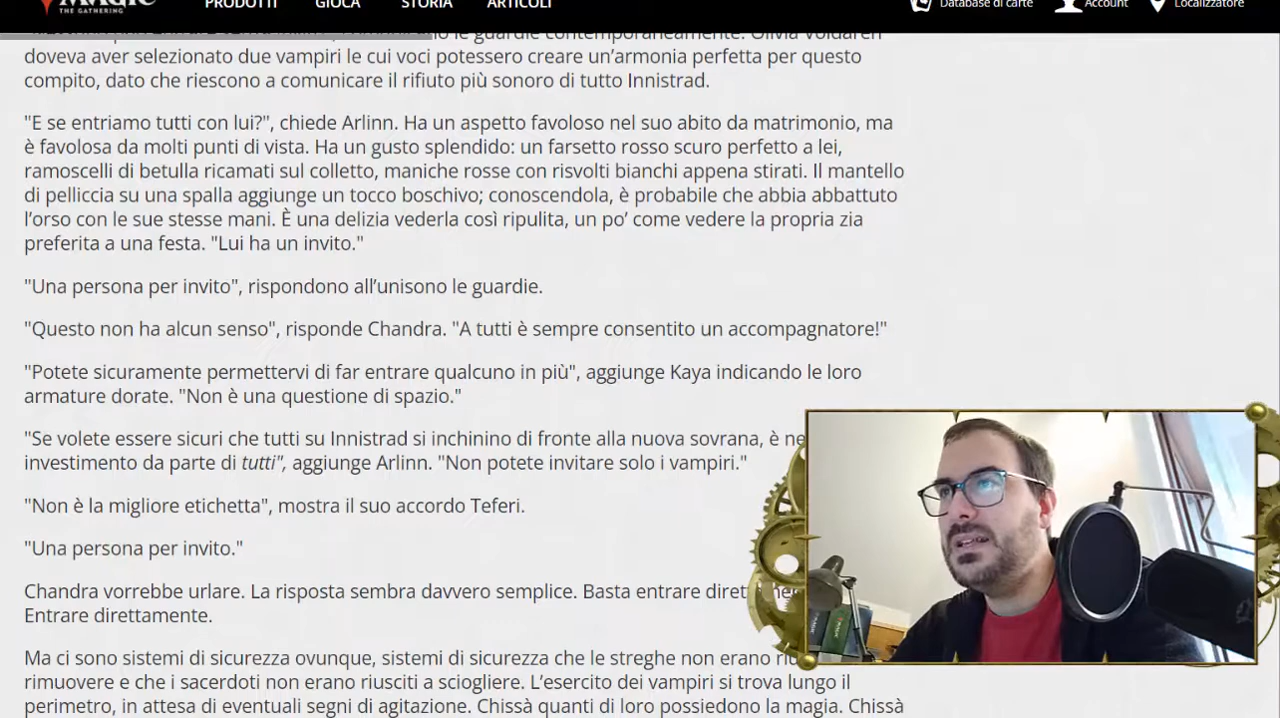 MAGIC
THE GATHERING
PRODOTTI GIOCA STORIA ARTICOLI
Database di carte Account Localizzatore
le guardie contemporaneamente. Olivia Voldaren
doveva aver selezionato due vampiri le cui voci potessero creare un’armonia perfetta per questo
compito, dato che riescono a comunicare il rifiuto più sonoro di tutto Innistrad.
"E se entriamo tutti con lui?", chiede Arlinn. Ha un aspetto favoloso nel suo abito da matrimonio, ma
è favolosa da molti punti di vista. Ha un gusto splendido: un farsetto rosso scuro perfetto a lei,
ramoscelli di betulla ricamati sul colletto, maniche rosse con risvolti bianchi appena stirati. Il mantello
di pelliccia su una spalla aggiunge un tocco boschivo; conoscendola, è probabile che abbia abbattuto
l’orso con le sue stesse mani. È una delizia vederla così ripulita, un po’ come vedere la propria zia
preferita a una festa. "Lui ha un invito."
"Una persona per invito", rispondono all’unisono le guardie.
"Questo non ha alcun senso", risponde Chandra. "A tutti è sempre consentito un accompagnatore!"
"Potete sicuramente permettervi di far entrare qualcuno in più", aggiunge Kaya indicando le loro
armature dorate. "Non è una questione di spazio."
"Se volete essere sicuri che tutti su Innistrad si inchinino di fronte alla nuova sovrana, è
investimento da parte di tutti", aggiunge Arlinn. "Non potete invitare solo i vampiri."
"Non è la migliore etichetta", mostra il suo accordo Teferi.
"Una persona per invito."
Chandra vorrebbe urlare. La risposta sembra davvero semplice. Basta entrare
Entrare direttamente.
Ma ci sono sistemi di sicurezza ovunque, sistemi di sicurezza che le streghe non erano
rimuovere e che i sacerdoti non erano riusciti a sciogliere. L’esercito dei vampiri si trova lungo il
perimetro, in attesa di eventuali segni di agitazione. Chissà quanti di loro possiedono la magia. Chissà